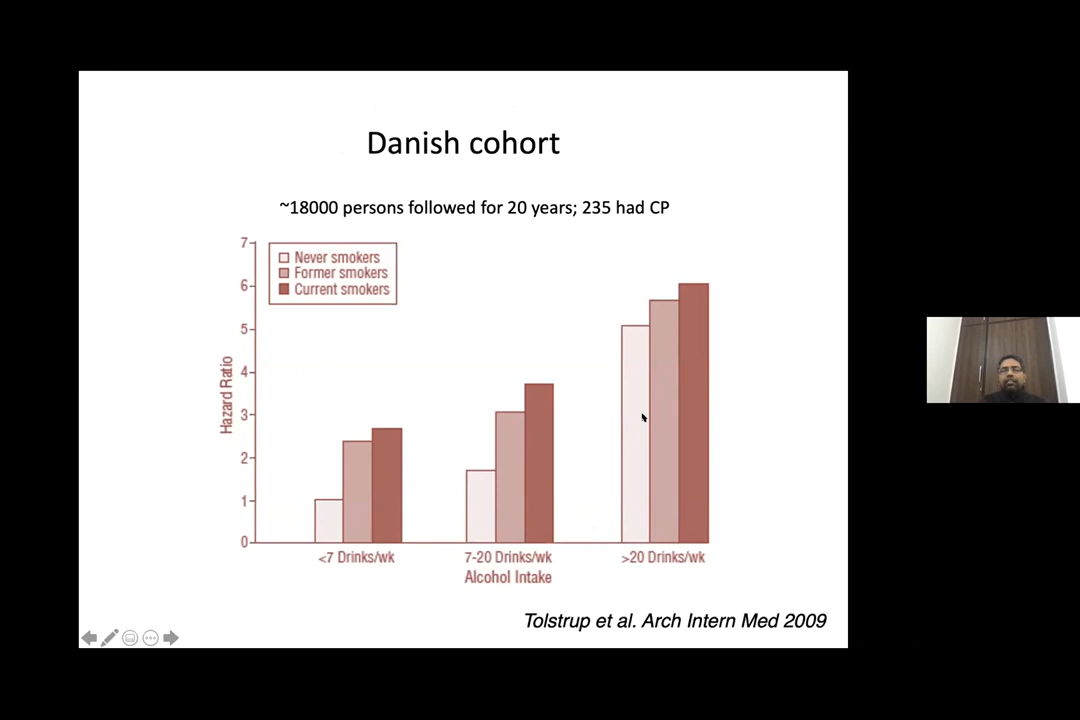 Danish cohort
~18000 persons followed for 20 years; 235 had CP
7
6
5
4
3
2
1
0
Hazard Ratio
Never smokers
Former smokers
Current smokers
<7 Drinks/wk
7-20 Drinks/wk
>20 Drinks/wk
Alcohol Intake
Tolstrup et al. Arch Intern Med 2009